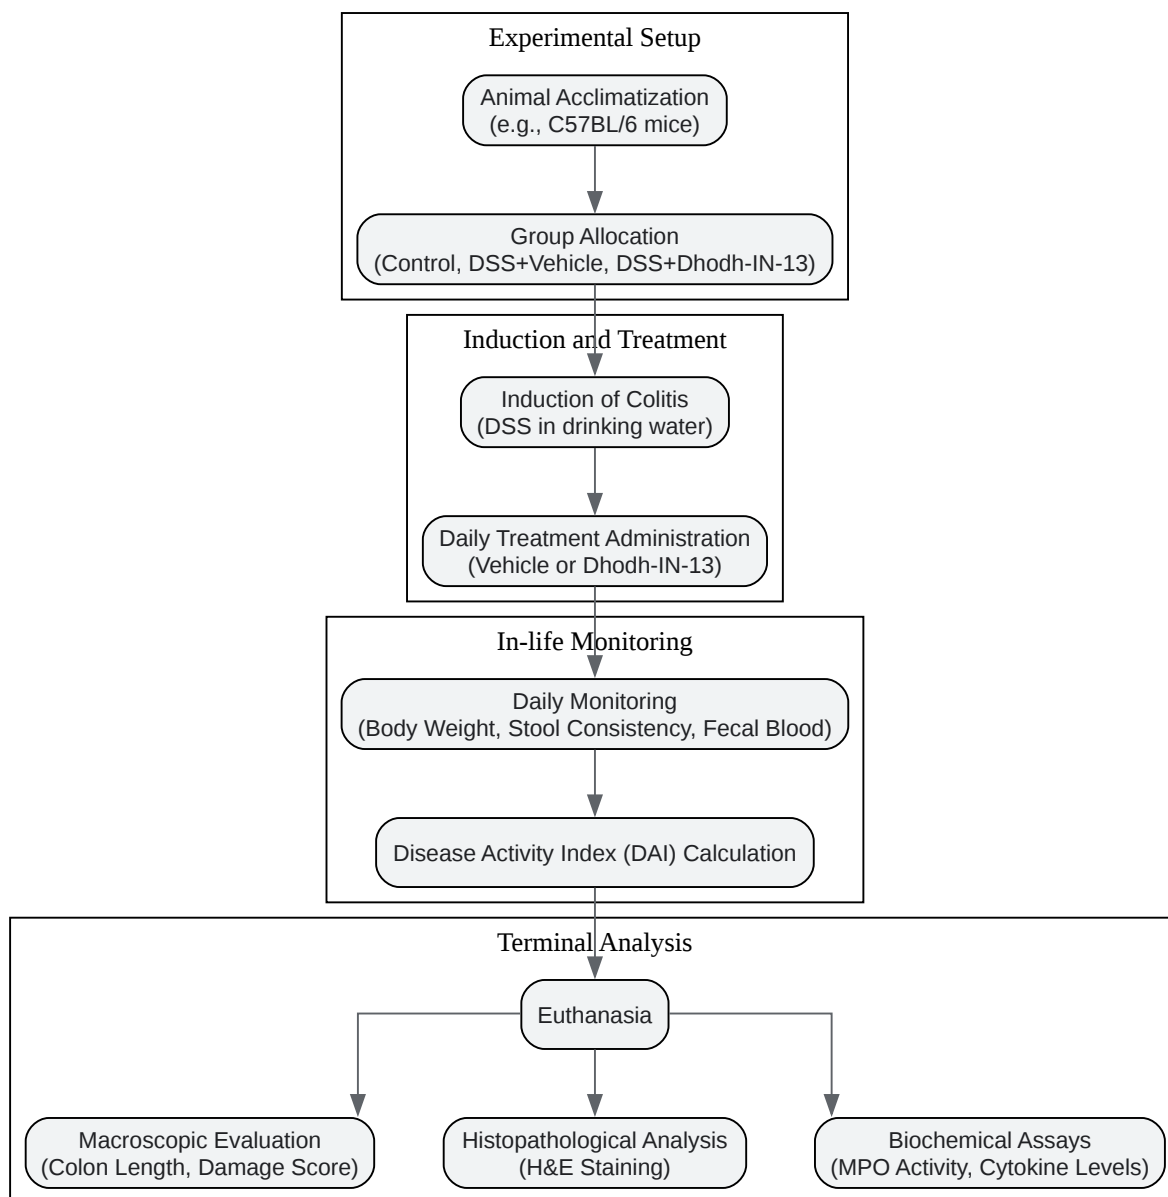 Experimental Setup
Animal Acclimatization
(e.g., C57BL/6 mice)
Group Allocation
(Control, DSS+Vehicle, DSS+Dhodh-IN-13)
Induction and Treatment
Induction of Colitis
(DSS in drinking water)
Daily Treatment Administration
(Vehicle or Dhodh-IN-13)
In-life Monitoring
Daily Monitoring
(Body Weight, Stool Consistency, Fecal Blood)
Disease Activity Index (DAI) Calculation
Terminal Analysis
Euthanasia
Macroscopic Evaluation
(Colon Length, Damage Score)
Histopathological Analysis
(H&E Staining)
Biochemical Assays
(MPO Activity, Cytokine Levels)